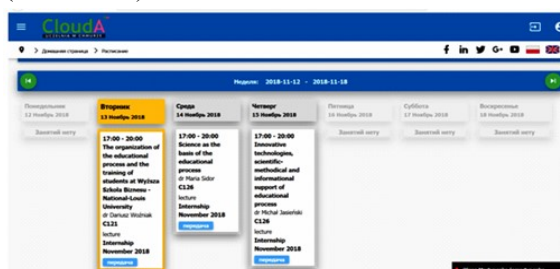 CloudA
UCZELNIA W CHMURZE
Домашняя страница > Расписание
f in G+
Неделя: 2018-11-12 - 2018-11-18
Понедельник
12 Ноябрь 2018
Занятий нету
Вторник
13 Ноябрь 2018
17:00 - 20:00
The organization of
the educational
process and the
training of
students at Wyższa
Szkoła Biznesu -
National-Louis
University
dr Dariusz Woźniak
C121
lecture
Internship
November 2018
передача
Среда
14 Ноябрь 2018
17:00 - 20:00
Science as the
basis of the
educational
process
dr Maria Sidor
C126
lecture
Internship
November 2018
передача
Четверг
15 Ноябрь 2018
17:00 - 20:00
Innovative
technologies,
scientific-
methodical and
informational
support of
educational
process
dr Michał Jasieński
C126
lecture
Internship
November 2018
передача
Пятница
16 Ноябрь 2018
Занятий нету
Суббота
17 Ноябрь 2018
Занятий нету
Воскресенье
18 Ноябрь 2018
Занятий нету